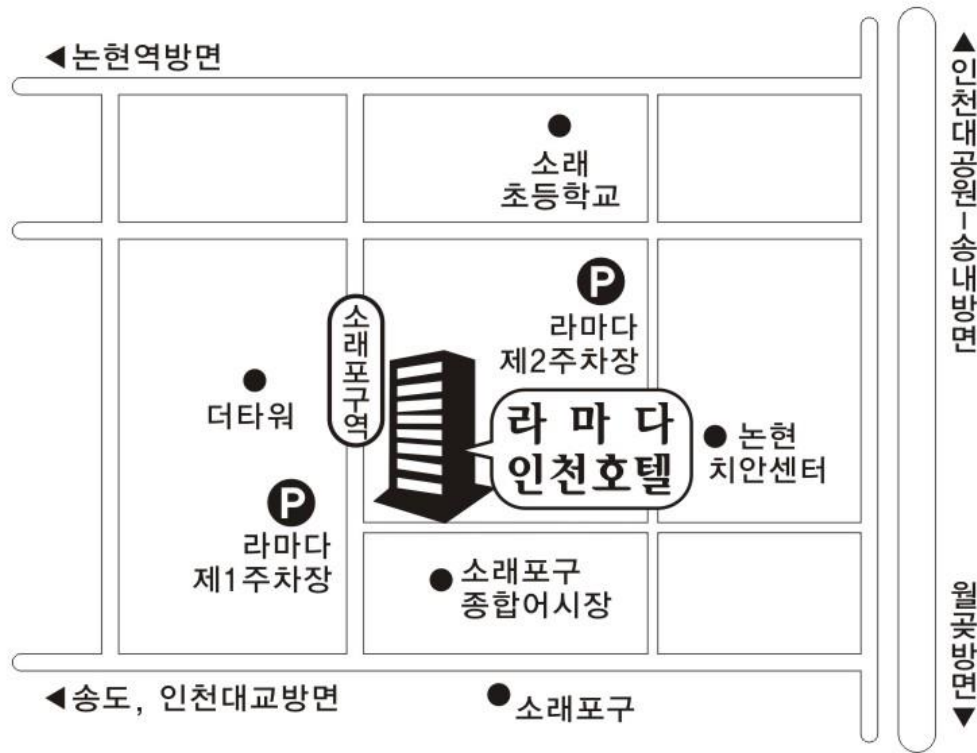 ◀논현역방면
▲인천대공원-송내방면
소래
초등학교
P
라마다
제2주차장
소래포구역
더타워
라 마 다
인천호텔
논현
치안센터
P
라마다
제1주차장
소래포구
종합어시장
월곶방면▼
◀송도, 인천대교방면
소래포구